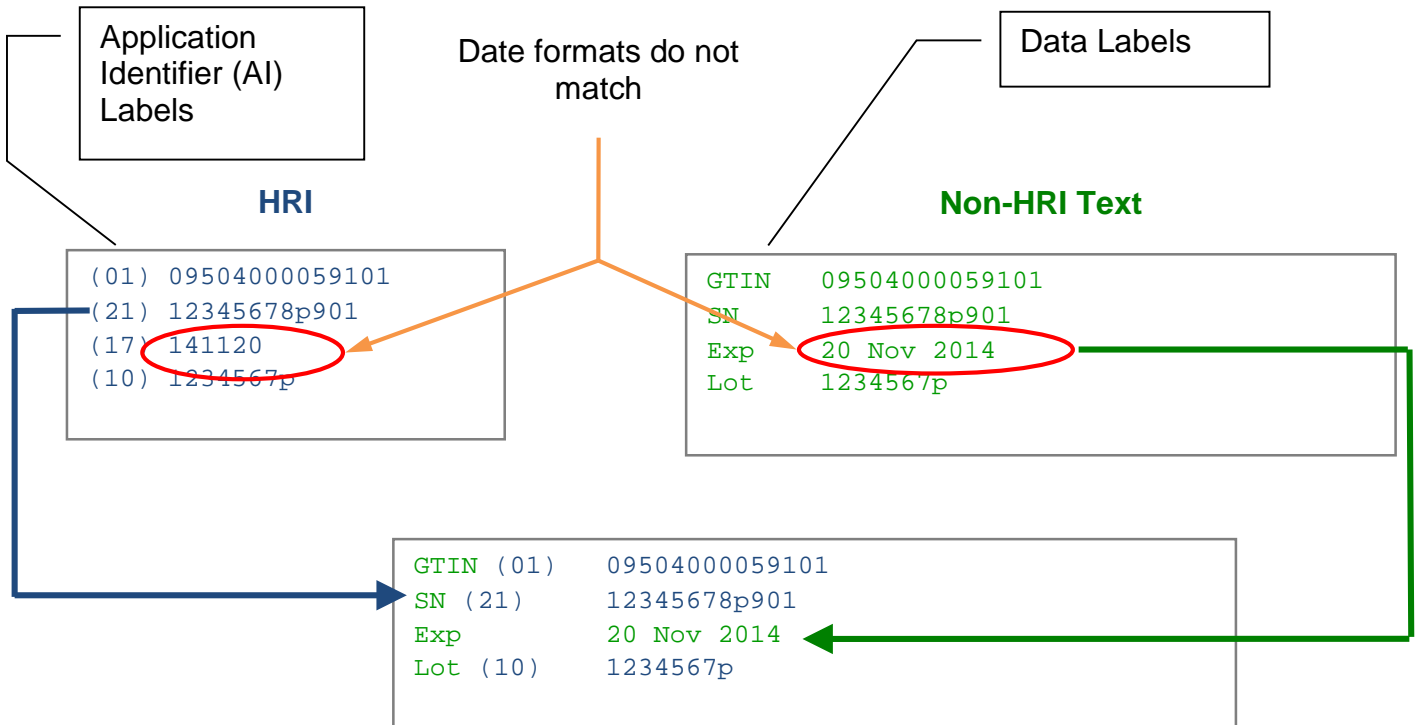 Application
Identifier (AI)
Labels
Date formats do not
match
Data Labels
HRI
Non-HRI Text
(01) 09504000059101
(21) 12345678p901
(17) 141120
(10) 1234567p
GTIN 09504000059101
SN 12345678p901
Exp 20 Nov 2014
Lot 1234567p
GTIN (01) 09504000059101
SN (21) 12345678p901
Exp 20 Nov 2014
Lot (10) 1234567p